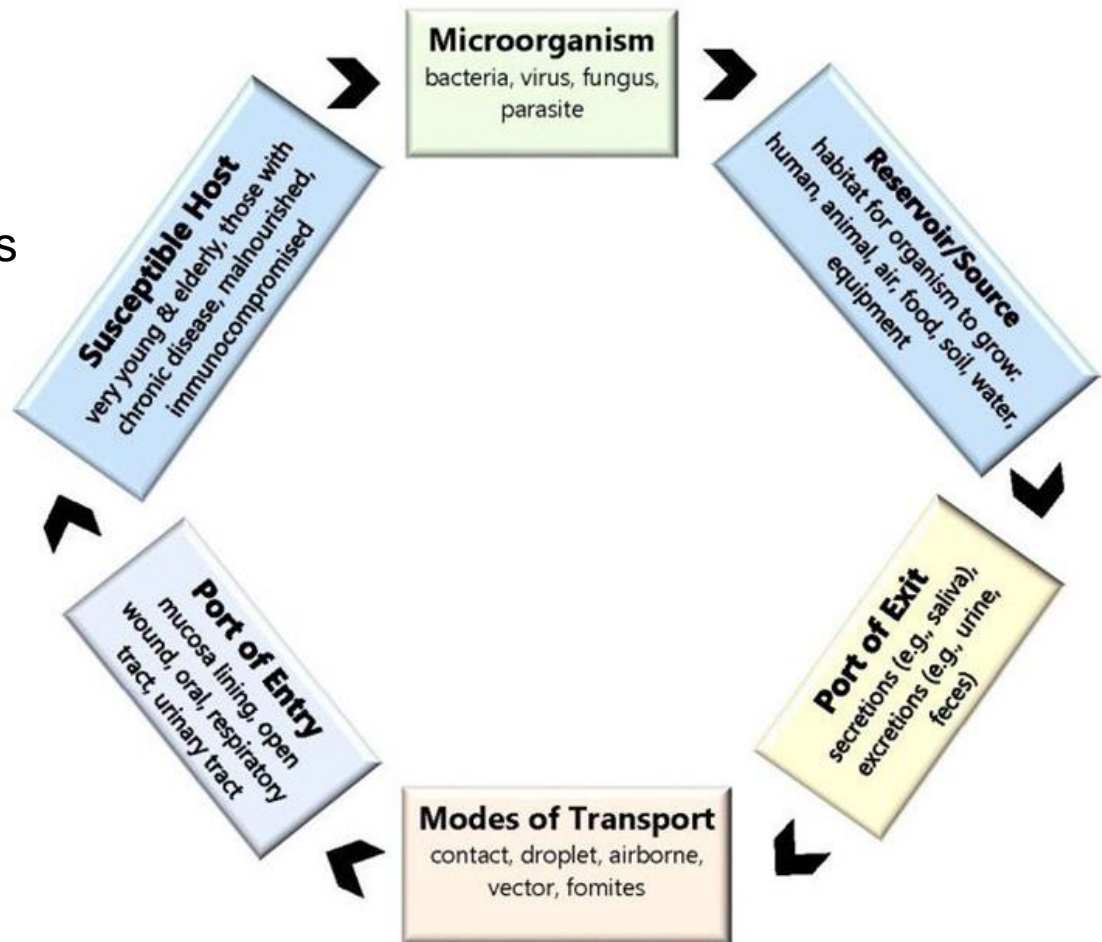 Microorganism
bacteria, virus, fungus,
parasite
Reservoir/Source
habitat for organism to grow:
human, animal, air, food, soil, water,
equipment
Port of Exit
secretions (e.g., saliva),
excretions (e.g., urine,
feces)
Modes of Transport
contact, droplet, airborne,
vector, fomites
Port of Entry
mucosa lining, open
wound, oral, respiratory
tract, urinary tract
Susceptible Host
very young & elderly, those with
chronic disease, malnourished,
immunocompromised
s